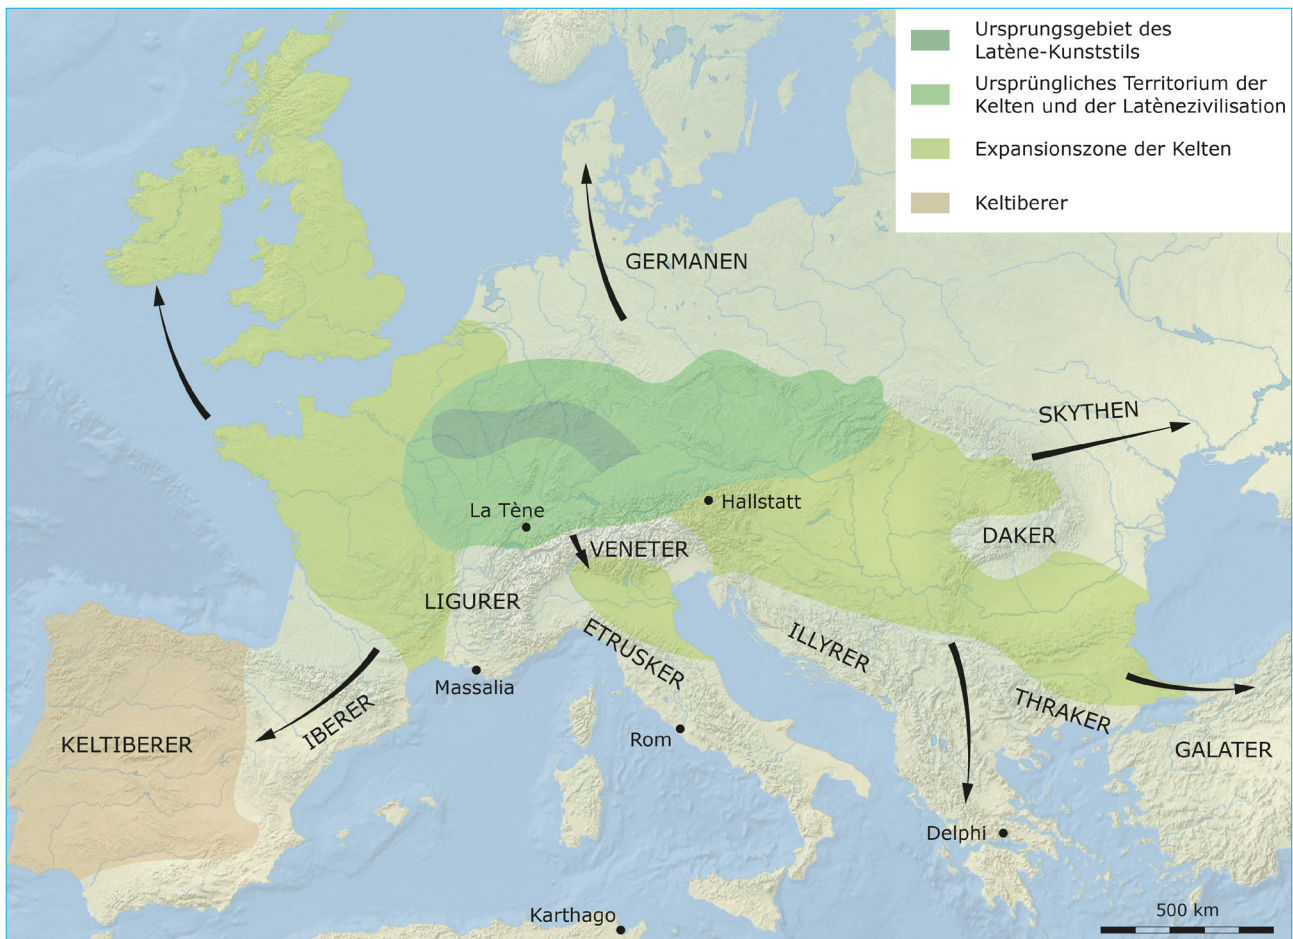 Ursprungsgebiet des
Latène-Kunststils
Ursprüngliches Territorium der
Kelten und der Latènezivilisation
Expansionszone der Kelten
Keltiberer
GERMANEN
SKYTHEN
La Tène
Hallstatt
DAKER
VENETER
LIGURER
ETRUSKER
ILLYRER
Massalia
THRAKER
IBERER
Rom
KELTIBERER
GALATER
Delphi
Karthago
500 km